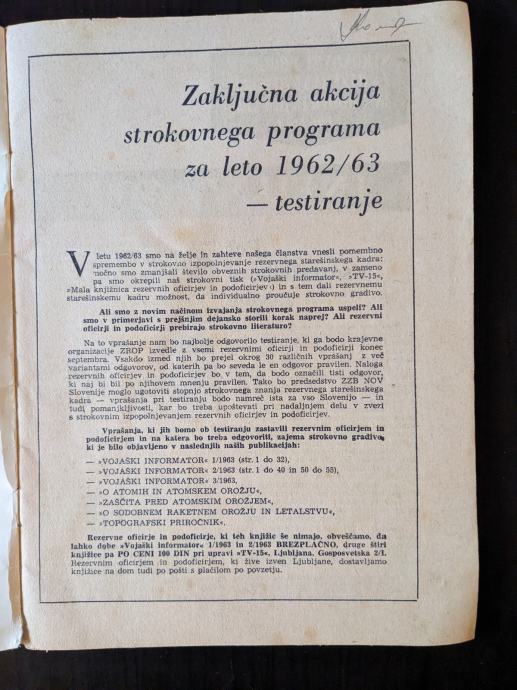 Zaključna akcija
strokovnega programa
za leto 1962/63
— testiranje
V letu 1962/63 smo na želje in zahteve našega članstva vnesli pomembno
spremembo v strokovno izpopolnjevanje rezervnega starešinskega kadra:
močno smo zmanjšali število obveznih strokovnih predavanj, v zameno
pa smo okrepili naš strokovni tisk (»Vojaški informator«, »TV-15«,
»Mala knjižnica rezervnih oficirjev in podoficirjev«) in s tem dali rezervnemu
starešinskemu kadru možnost, da individualno proučuje strokovno gradivo.
Ali smo z novim načinom izvajanja strokovnega programa uspeli? Ali
smo v primerjavi s prejšnjim dejansko storili korak naprej? Ali rezervni
oficirji in podoficirji prebirajo strokovno literaturo?
Na to vprašanje nam bo najbolje odgovorilo testiranje, ki ga bodo krajevne
organizacije ZROP izvedle z vsemi rezervnimi oficirji in podoficirji konec
septembra. Vsakdo izmed njih bo prejel okrog 30 različnih vprašanj z več
variantami odgovorov, od katerih pa bo seveda le en odgovor pravilen. Naloga
rezervnih oficirjev in podoficirjev bo v tem, da bodo označili tisti odgovor,
ki naj bi bil po njihovem mnenju pravilen. Tako bo predsedstvo ZZB NOV
Slovenije moglo ugotoviti stopnjo strokovnega znanja rezervnega starešinskega
kadra — vprašanja pri testiranju bodo namreč ista za vso Slovenijo — in
tudi pomanjkljivosti, kar bo treba upoštevati pri nadaljnjem delu v zvezi
s strokovnim izpopolnjevanjem rezervnih oficirjev in podoficirjev.
Vprašanja, ki jih bomo ob testiranju zastavili rezervnim oficirjem in
podoficirjem in na katera bo treba odgovoriti, zajema strokovno gradivo,
ki je bilo objavljeno v naslednjih naših publikacijah:
— »VOJAŠKI INFORMATOR« 1/1963 (str. 1 do 32),
— »VOJAŠKI INFORMATOR« 2/1963 (str. 1 do 40 in 50 do 55),
— »VOJAŠKI INFORMATOR« 3/1963,
— »O ATOMIH IN ATOMSKEM OROŽJU«,
— »ZAŠČITA PRED ATOMSKIM OROŽJEM«,
— »O SODOBNEM RAKETNEM OROŽJU IN LETALSTVU«,
— »TOPOGRAFSKI PRIROČNIK«.
Rezervne oficirje in podoficirje, ki teh knjižic še nimajo, obveščamo, da
lahko dobe »Vojaški informator« 1/1963 in 2/1963 BREZPLAČNO, druge štiri
knjižice pa PO CENI 100 DIN pri upravi »TV-15«, Ljubljana, Gosposvetska 2/I.
Rezervnim oficirjem in podoficirjem, ki žive izven Ljubljane, dostavljamo
knjižice na dom tudi po pošti s plačilom po povzetju.